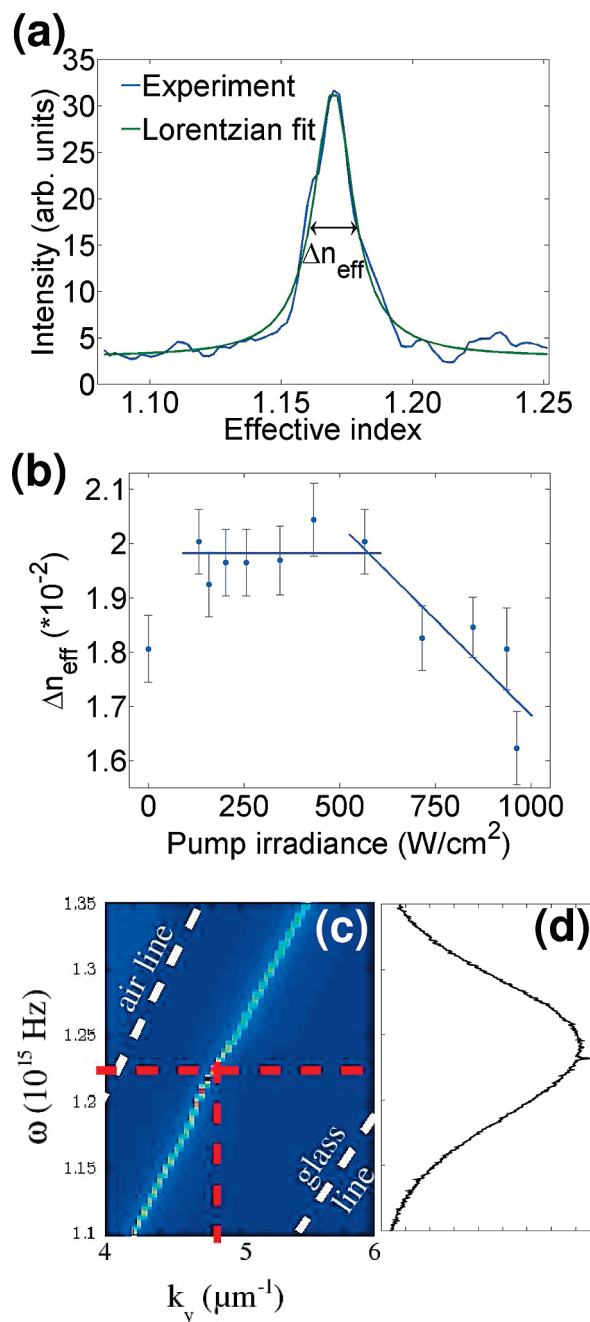 (a)
35
30
25
20
15
10
5
0
Intensity (arb. units)
Experiment
Lorentzian fit
Δn_eff
1.10
1.15
1.20
1.25
Effective index
(b)
2.1
2
1.9
1.8
1.7
1.6
Δn_eff (*10^-2)
0
250
500
750
1000
Pump irradiance (W/cm^2)
(c)
(d)
1.35
1.3
1.25
1.2
1.15
1.1
ω (10^15 Hz)
air line
glass
line
4
5
6
k_y (μm^-1)